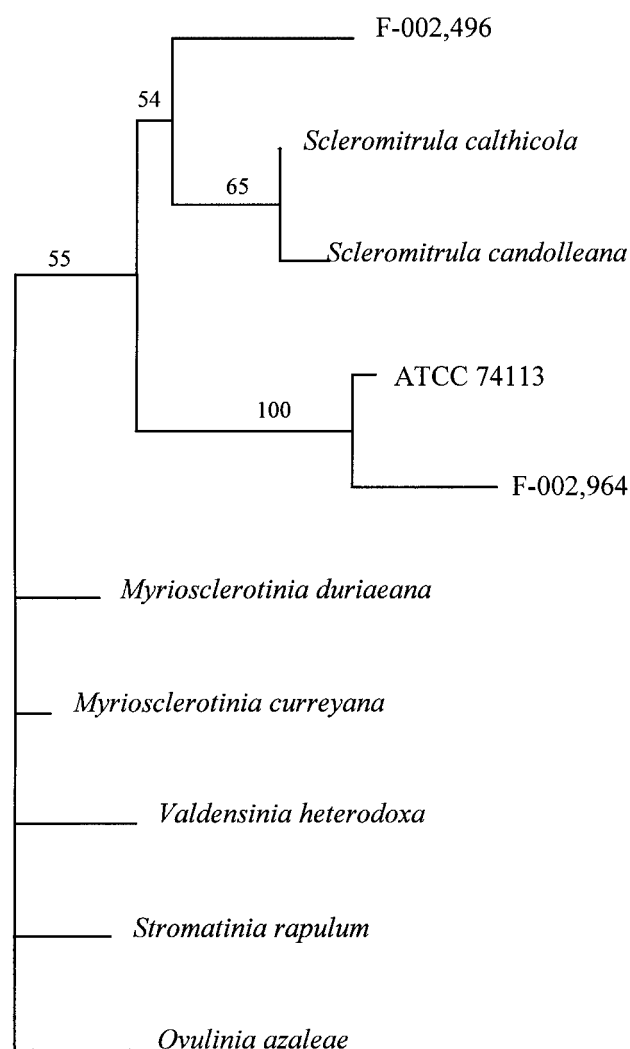 F-002,496
54
Scleromitrula calthicola
65
Scleromitrula candolleana
55
ATCC 74113
100
F-002,964
Myriosclerotinia duriaeana
Myriosclerotinia curreyana
Valdensinia heterodoxa
Stromatinia rapulum
Ovulinia azaleae